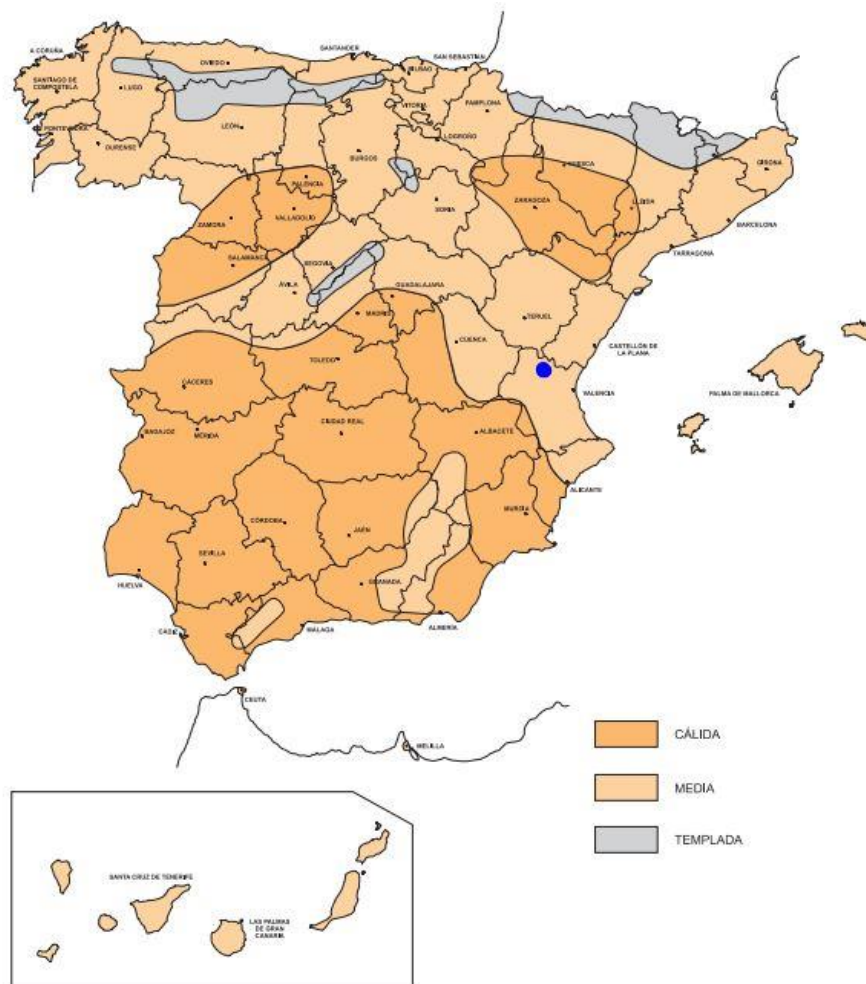 A CORUÑA
OVIEDO
SANTANDER
SAN SEBASTIÁN
BILBAO
SANTIAGO DE
COMPOSTELA
LUGO
VITORIA
PAMPLONA
PONTEVEDRA
LEÓN
LOGROÑO
OURENSE
BURGOS
HUESCA
GIRONA
PALENCIA
ZAMORA
VALLADOLID
SORIA
ZARAGOZA
LLEIDA
BARCELONA
SALAMANCA
SEGOVIA
TARRAGONA
ÁVILA
GUADALAJARA
MADRID
TERUEL
CUENCA
CASTELLÓN DE
LA PLANA
TOLEDO
CÁCERES
VALENCIA
PALMA DE MALLORCA
CIUDAD REAL
ALBACETE
BADAJOZ
MÉRIDA
ALICANTE
MURCIA
CÓRDOBA
JAÉN
SEVILLA
HUELVA
GRANADA
ALMERÍA
MÁLAGA
CÁDIZ
CEUTA
MELILLA
CÁLIDA
MEDIA
TEMPLADA
SANTA CRUZ DE TENERIFE
LAS PALMAS
DE GRAN
CANARIA